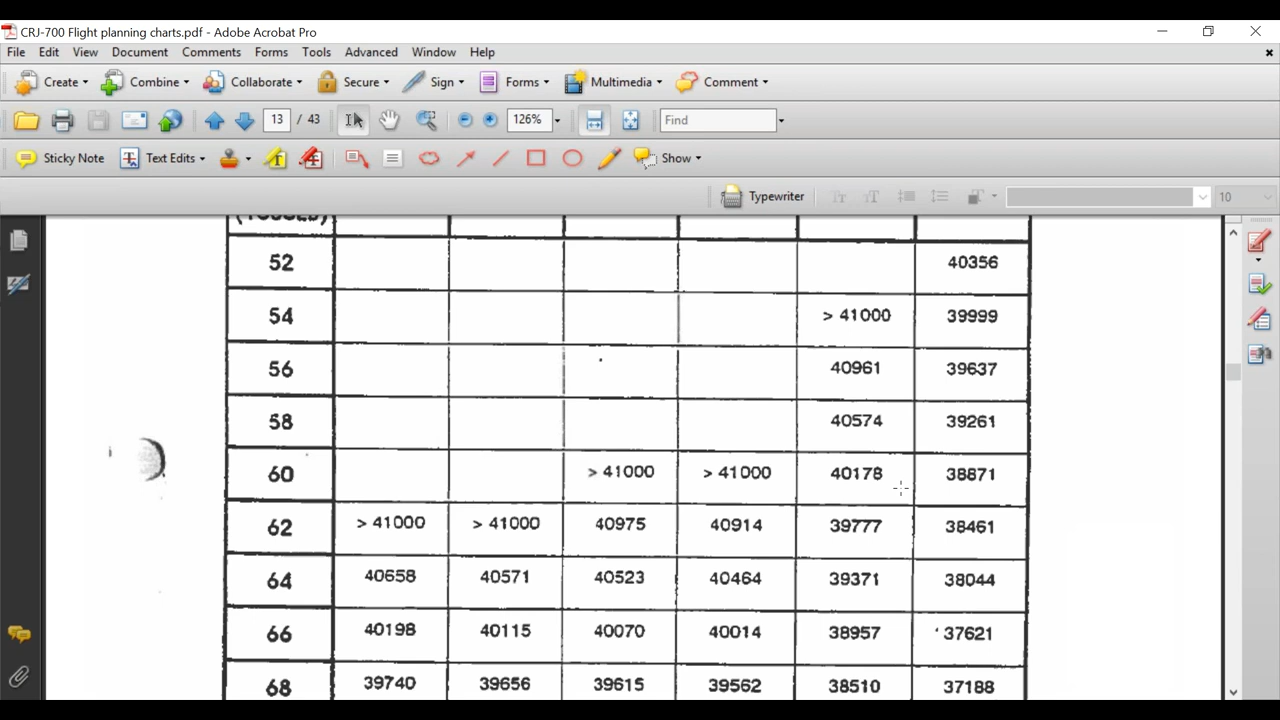 CRJ-700 Flight planning charts.pdf - Adobe Acrobat Pro
File Edit View Document Comments Forms Tools Advanced Window Help
Create Combine Collaborate Secure Sign Forms Multimedia Comment
13 / 43 126% Find
Sticky Note Text Edits Show
Typewriter 10
52 40356
54 > 41000 39999
56 40961 39637
58 40574 39261
60 > 41000 > 41000 40178 38871
62 > 41000 > 41000 40975 40914 39777 38461
64 40658 40571 40523 40464 39371 38044
66 40198 40115 40070 40014 38957 37621
68 39740 39656 39615 39562 38510 37188